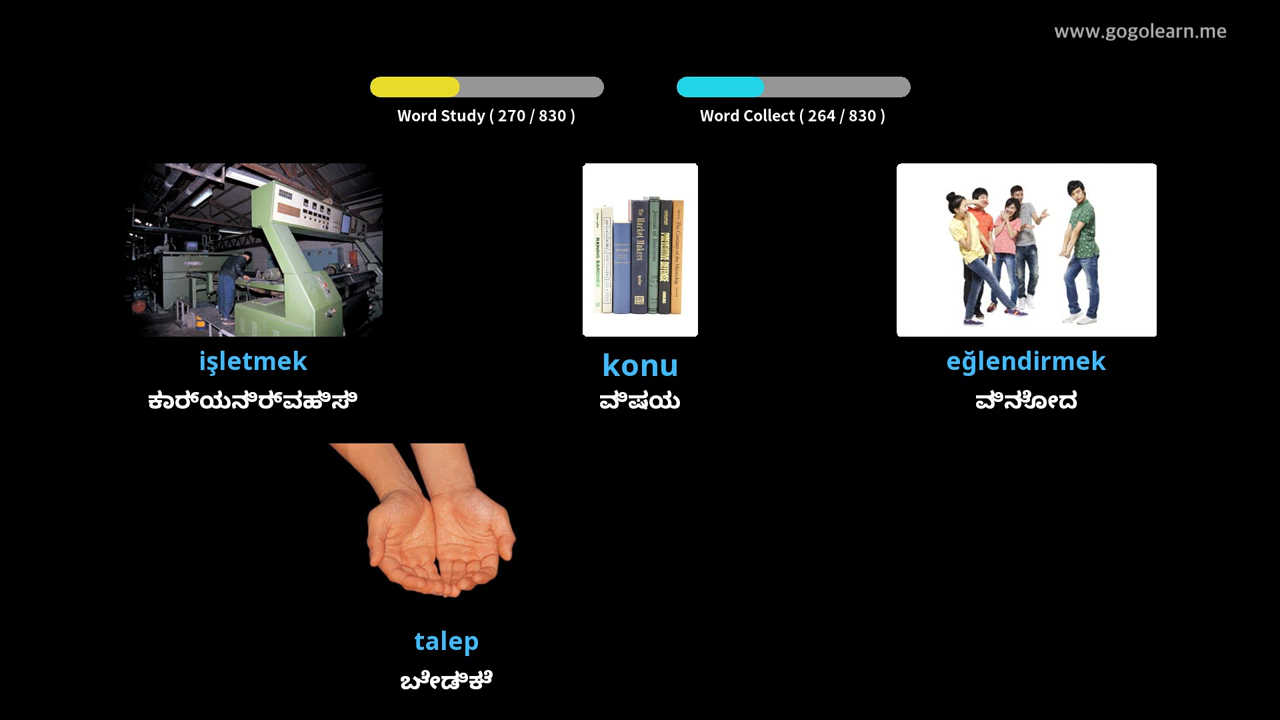 www.gogolearn.me
Word Study ( 270 / 830 )
Word Collect ( 264 / 830 )
işletmek
konu
eğlendirmek
ಕಾರ್ಯನಿರ್ವಹಿಸಿ
ವಿಷಯ
ವಿನೋದ
talep
ಬೇಡಿಕೆ